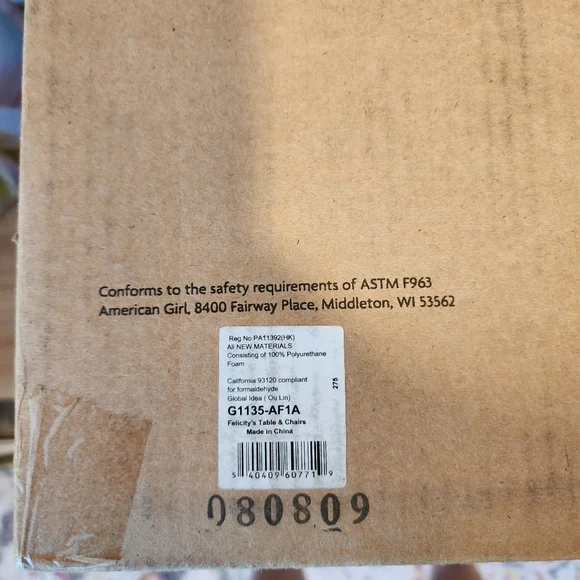 Conforms to the safety requirements of ASTM F963
American Girl, 8400 Fairway Place, Middleton, WI 53562
Reg No PA11392(HK)
All NEW MATERIALS
Consisting of 100% Polyurethane
Foam
California 93120 compliant
for formaldehyde
Global Idea ( Ou Lin)
275
G1135-AF1A
Felicity's Table & Chairs
Made in China
5 40409 60771 9
080809